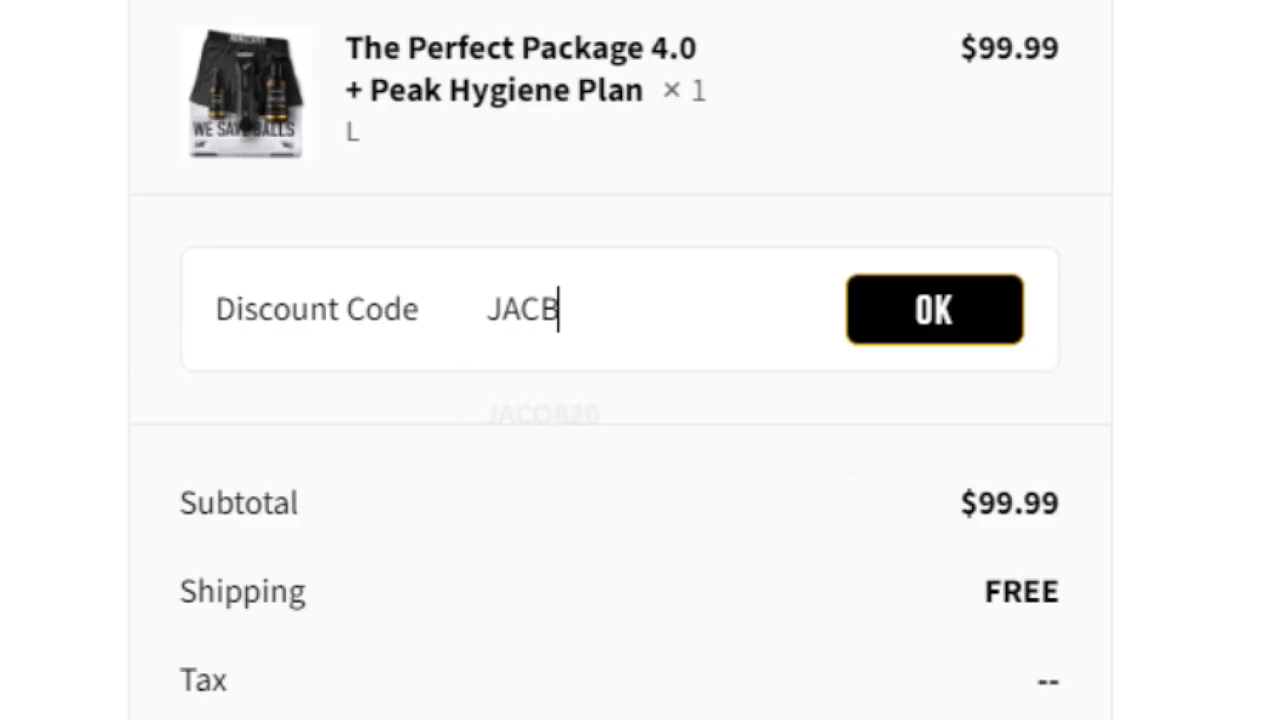 The Perfect Package 4.0 $99.99
+ Peak Hygiene Plan × 1
L
WE SAVE BALLS
Discount Code JACB OK
JACOB20
Subtotal $99.99
Shipping FREE
Tax --